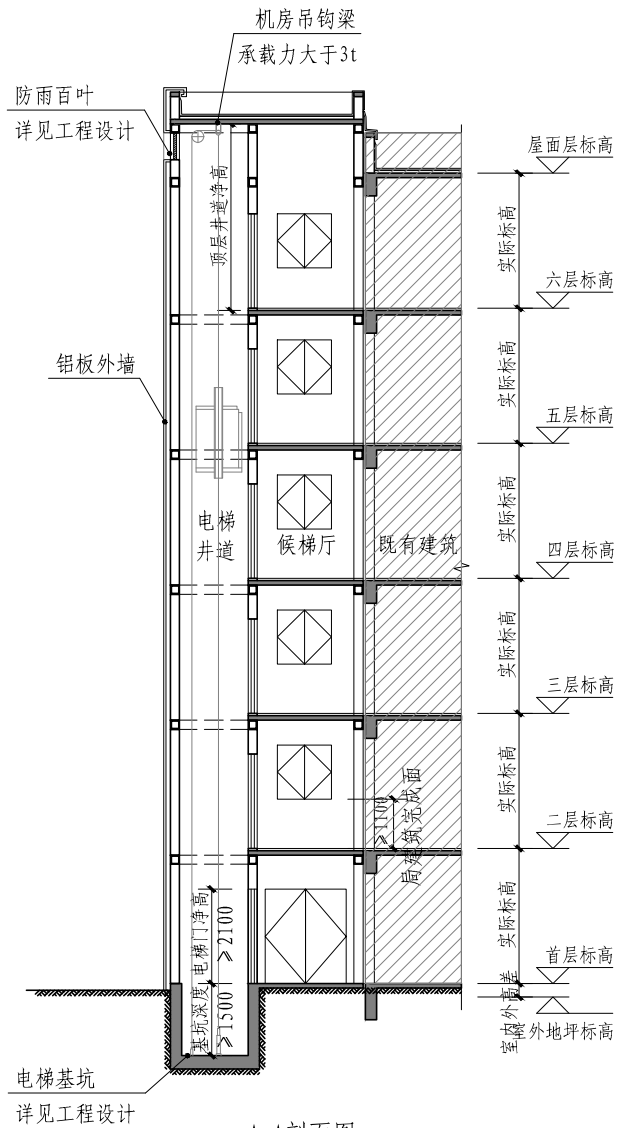 机房吊钩梁
承载力大于3t
防雨百叶
详见工程设计
屋面层标高
顶层井道净高
实际标高
六层标高
实际标高
铝板外墙
五层标高
实际标高
电梯
井道
候梯厅
既有建筑
四层标高
实际标高
三层标高
实际标高
≥1100
局建筑完成面
二层标高
实际标高
电梯门净高
≥2100
首层标高
基坑深度
≥1500
室内外高差
室外地坪标高
电梯基坑
详见工程设计